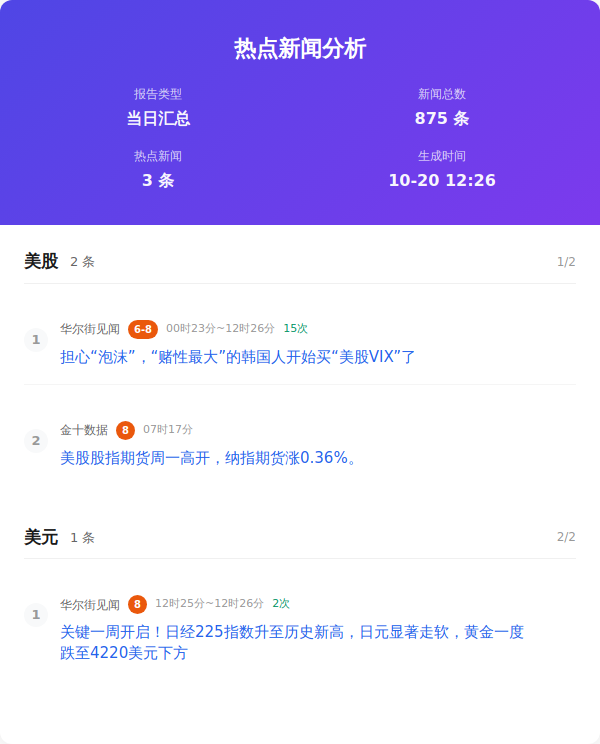 热点新闻分析
报告类型
新闻总数
当日汇总
875 条
热点新闻
生成时间
3 条
10-20 12:26
美股 2 条 1/2
1 华尔街见闻 6-8 00时23分~12时26分 15次
担心“泡沫”，“赌性最大”的韩国人开始买“美股VIX”了
2 金十数据 8 07时17分
美股股指期货周一高开，纳指期货涨0.36%。
美元 1 条 2/2
1 华尔街见闻 8 12时25分~12时26分 2次
关键一周开启！日经225指数升至历史新高，日元显著走软，黄金一度
跌至4220美元下方